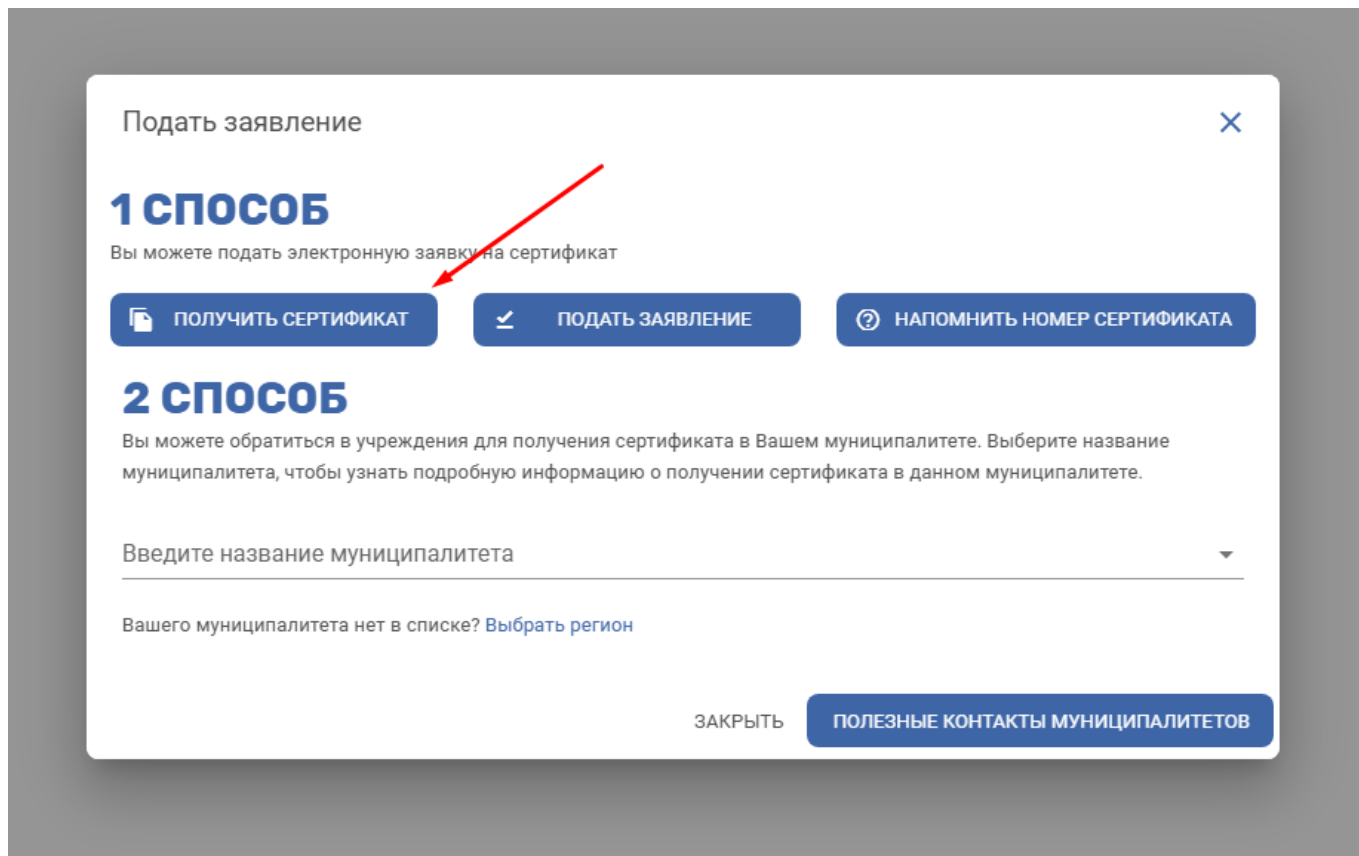 Подать заявление
1 СПОСОБ
Вы можете подать электронную заявку на сертификат
ПОЛУЧИТЬ СЕРТИФИКАТ
ПОДАТЬ ЗАЯВЛЕНИЕ
НАПОМНИТЬ НОМЕР СЕРТИФИКАТА
2 СПОСОБ
Вы можете обратиться в учреждения для получения сертификата в Вашем муниципалитете. Выберите название
муниципалитета, чтобы узнать подробную информацию о получении сертификата в данном муниципалитете.
Введите название муниципалитета
Вашего муниципалитета нет в списке? Выбрать регион
ЗАКРЫТЬ
ПОЛЕЗНЫЕ КОНТАКТЫ МУНИЦИПАЛИТЕТОВ